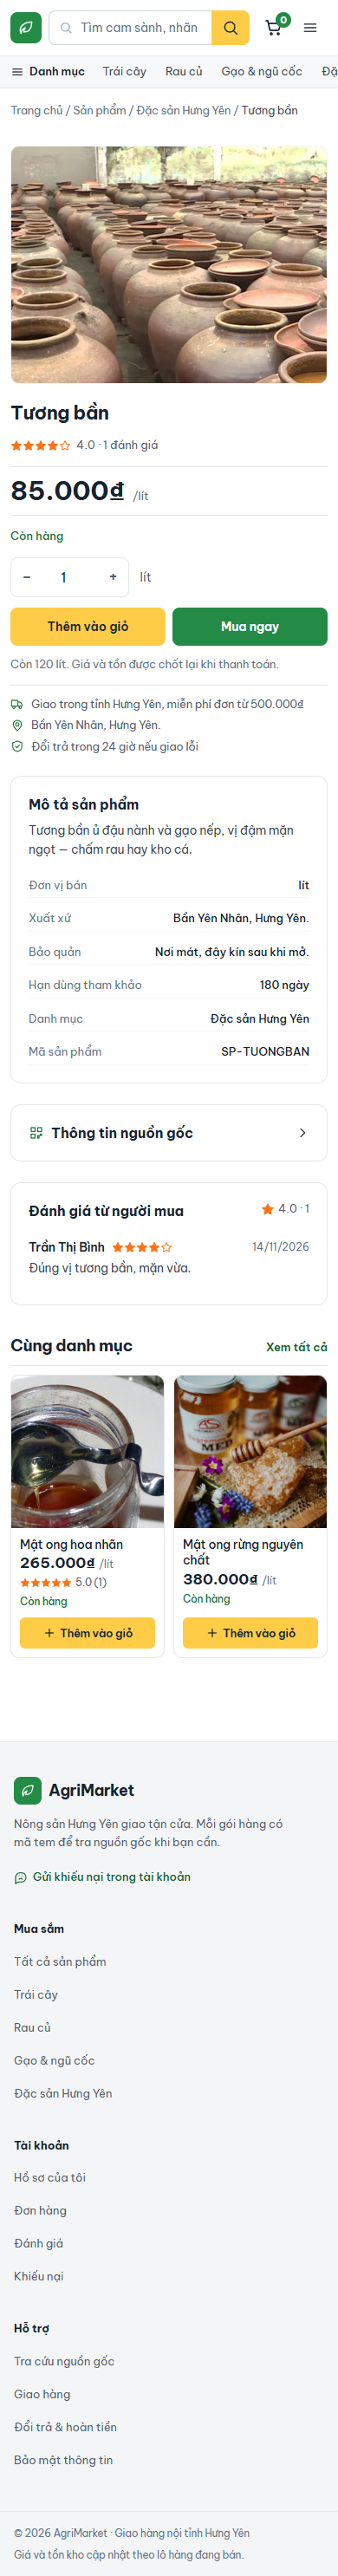 Tìm cam sành, nhãn
0
Danh mục Trái cây Rau củ Gạo & ngũ cốc Đặ
Trang chủ / Sản phẩm / Đặc sản Hưng Yên / Tương bần
Tương bần
4.0 · 1 đánh giá
85.000₫ /lít
Còn hàng
− 1 + lít
Thêm vào giỏ Mua ngay
Còn 120 lít. Giá và tồn được chốt lại khi thanh toán.
Giao trong tỉnh Hưng Yên, miễn phí đơn từ 500.000₫
Bần Yên Nhân, Hưng Yên.
Đổi trả trong 24 giờ nếu giao lỗi
Mô tả sản phẩm
Tương bần ủ đậu nành và gạo nếp, vị đậm mặn
ngọt — chấm rau hay kho cá.
Đơn vị bán lít
Xuất xứ Bần Yên Nhân, Hưng Yên.
Bảo quản Nơi mát, đậy kín sau khi mở.
Hạn dùng tham khảo 180 ngày
Danh mục Đặc sản Hưng Yên
Mã sản phẩm SP-TUONGBAN
Thông tin nguồn gốc
Đánh giá từ người mua 4.0 · 1
Trần Thị Bình 14/11/2026
Đúng vị tương bần, mặn vừa.
Cùng danh mục Xem tất cả
Mật ong hoa nhãn
265.000₫ /lít
5.0 (1)
Còn hàng
Thêm vào giỏ
Mật ong rừng nguyên
chất
380.000₫ /lít
Còn hàng
Thêm vào giỏ
AgriMarket
Nông sản Hưng Yên giao tận cửa. Mỗi gói hàng có
mã tem để tra nguồn gốc khi bạn cần.
Gửi khiếu nại trong tài khoản
Mua sắm
Tất cả sản phẩm
Trái cây
Rau củ
Gạo & ngũ cốc
Đặc sản Hưng Yên
Tài khoản
Hồ sơ của tôi
Đơn hàng
Đánh giá
Khiếu nại
Hỗ trợ
Tra cứu nguồn gốc
Giao hàng
Đổi trả & hoàn tiền
Bảo mật thông tin
© 2026 AgriMarket · Giao hàng nội tỉnh Hưng Yên
Giá và tồn kho cập nhật theo lô hàng đang bán.